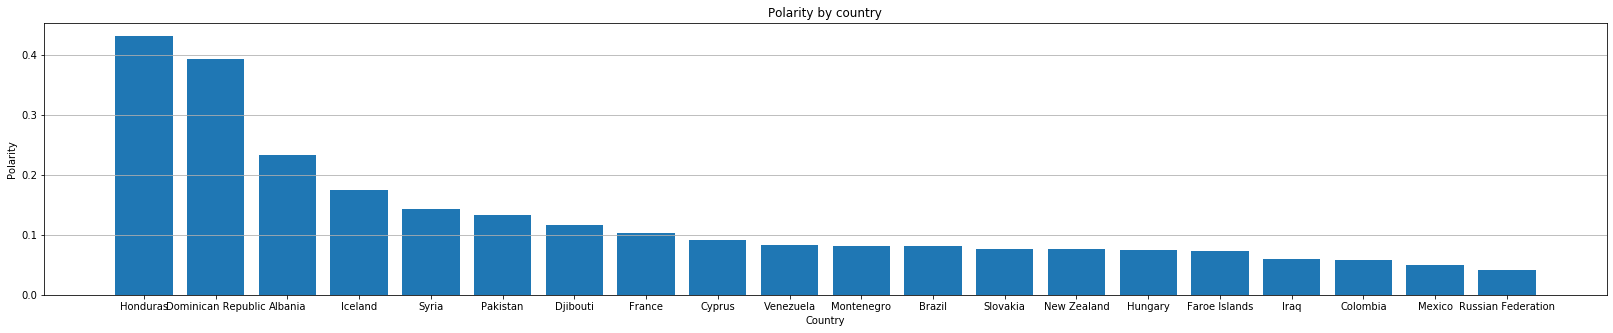 Polarity by country
Polarity
0.4
0.3
0.2
0.1
0.0
Honduras Dominican Republic Albania Iceland Syria Pakistan Djibouti France Cyprus Venezuela Montenegro Brazil Slovakia New Zealand Hungary Faroe Islands Iraq Colombia Mexico Russian Federation
Country